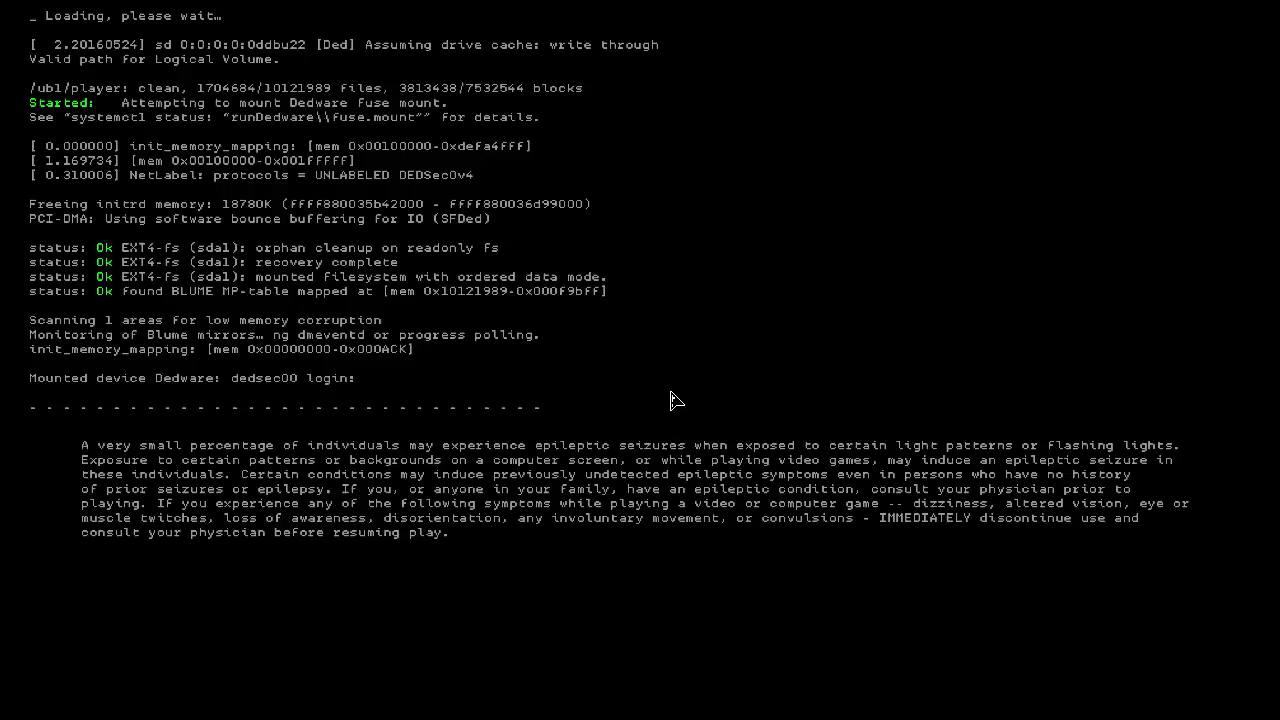 _ Loading, please wait…
[  2.20160524] sd 0:0:0:0:0ddbu22 [Ded] Assuming drive cache: write through
Valid path for Logical Volume.
/ubi/player: clean, 1704684/10121989 files, 3813438/7532544 blocks
Started:   Attempting to mount Dedware fuse mount.
See "systemctl status: "runDedware\\fuse.mount"" for details.
[ 0.000000] init_memory_mapping: [mem 0x00100000-0xdefa4fff]
[ 1.169734] [mem 0x00100000-0x001fffff]
[ 0.310006] NetLabel: protocols = UNLABELED DEDSecOv4
Freeing initrd memory: 18780K (ffff880035b42000 - ffff880036d99000)
PCI-DMA: Using software bounce buffering for IO (SFDed)
status: Ok EXT4-fs (sda1): orphan cleanup on readonly fs
status: Ok EXT4-fs (sda1): recovery complete
status: Ok EXT4-fs (sda1): mounted filesystem with ordered data mode.
status: Ok found BLUME MP-table mapped at [mem 0x10121989-0x000f9bff]
Scanning 1 areas for low memory corruption
Monitoring of Blume mirrors… ng dmeventd or progress polling.
init_memory_mapping: [mem 0x00000000-0x000ACK]
Mounted device Dedware: dedsec00 login:
- - - - - - - - - - - - - - - - - - - - - - - - - - - - - - -
A very small percentage of individuals may experience epileptic seizures when exposed to certain light patterns or flashing lights.
Exposure to certain patterns or backgrounds on a computer screen, or while playing video games, may induce an epileptic seizure in
these individuals. Certain conditions may induce previously undetected epileptic symptoms even in persons who have no history
of prior seizures or epilepsy. If you, or anyone in your family, have an epileptic condition, consult your physician prior to
playing. If you experience any of the following symptoms while playing a video or computer game -- dizziness, altered vision, eye or
muscle twitches, loss of awareness, disorientation, any involuntary movement, or convulsions - IMMEDIATELY discontinue use and
consult your physician before resuming play.